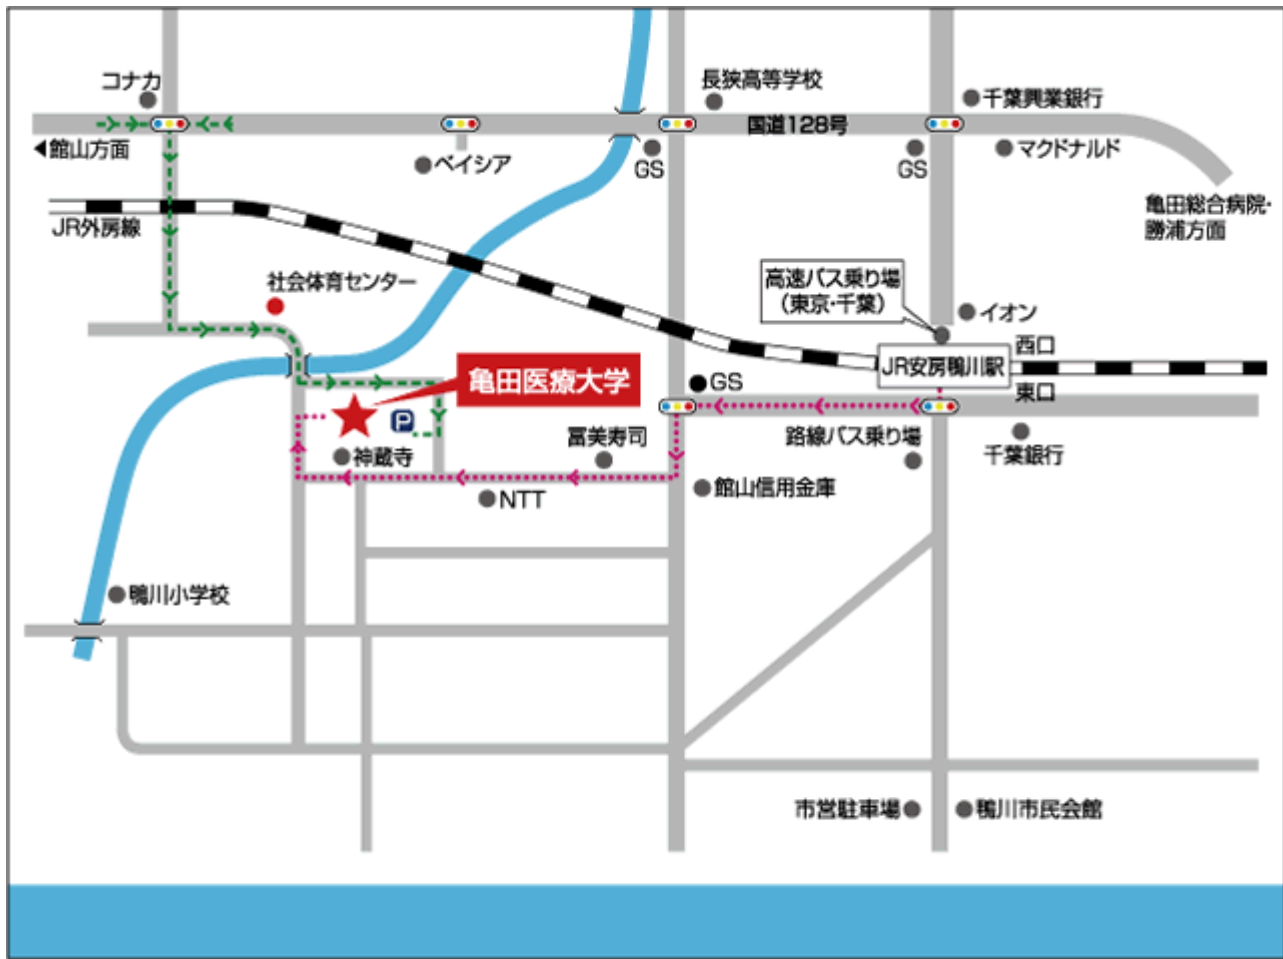 コナカ
長狭高等学校
千葉興業銀行
国道128号
◀館山方面
ベイシア
GS
GS
マクドナルド
亀田総合病院・
勝浦方面
JR外房線
社会体育センター
高速バス乗り場
(東京・千葉)
イオン
西口
JR安房鴨川駅
亀田医療大学
GS
東口
P
冨美寿司
路線バス乗り場
千葉銀行
神蔵寺
NTT
館山信用金庫
鴨川小学校
市営駐車場
鴨川市民会館